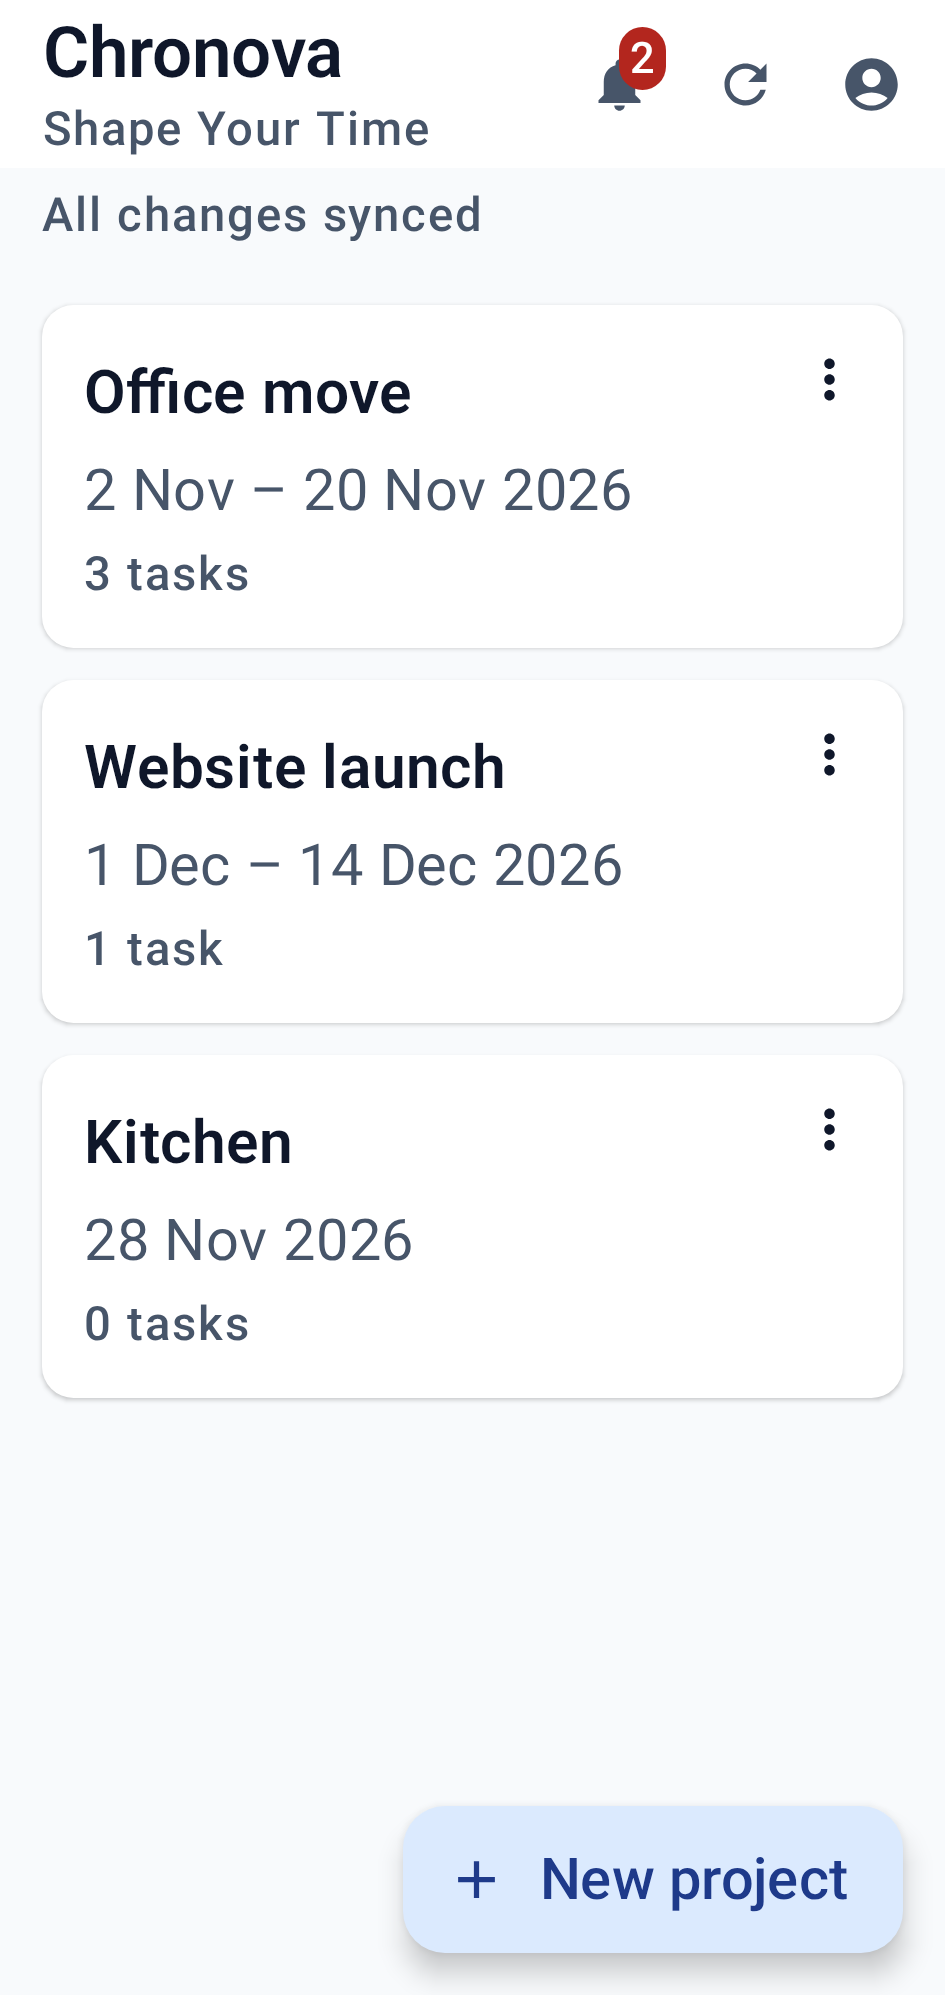 Chronova
2
Shape Your Time
All changes synced
Office move
2 Nov – 20 Nov 2026
3 tasks
Website launch
1 Dec – 14 Dec 2026
1 task
Kitchen
28 Nov 2026
0 tasks
+ New project